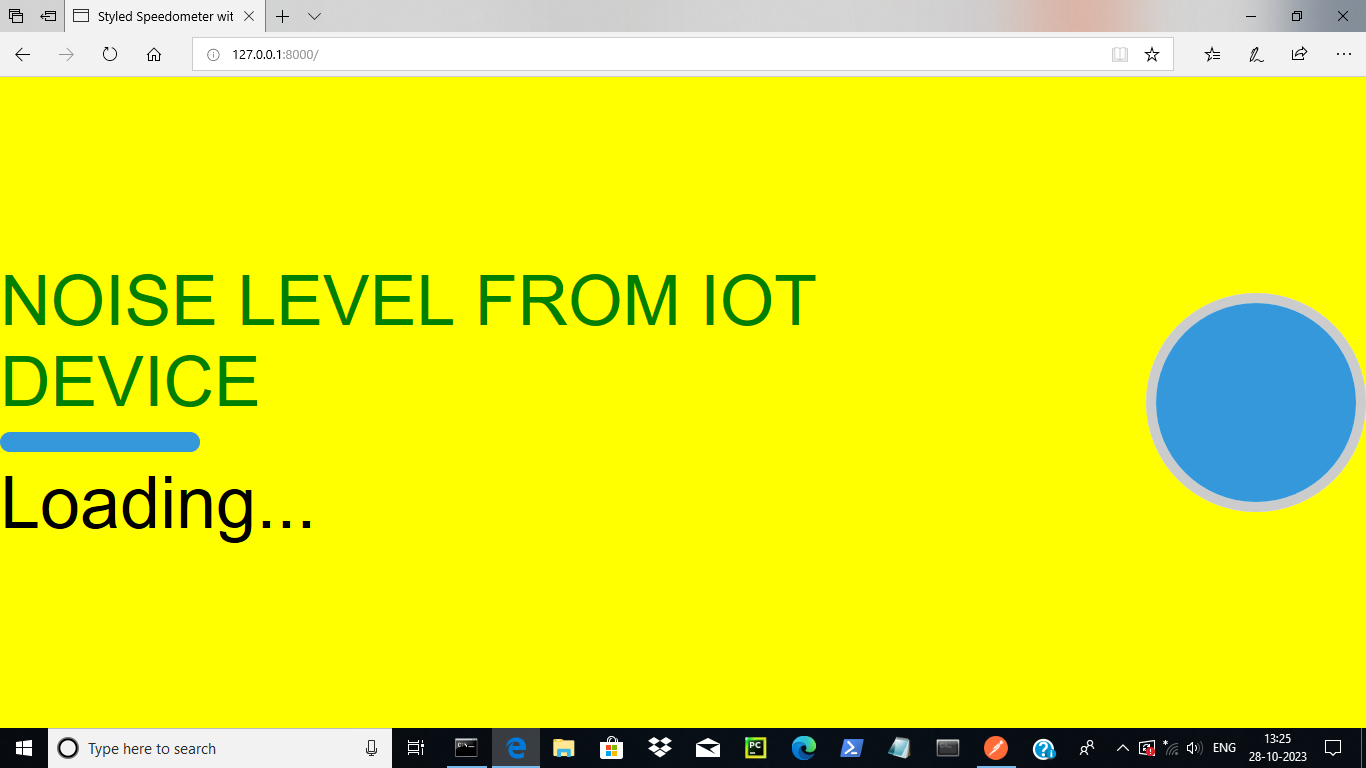 Styled Speedometer wit
127.0.0.1:8000/
NOISE LEVEL FROM IOT
DEVICE
Loading...
Type here to search
PC
ENG
13:25
28-10-2023